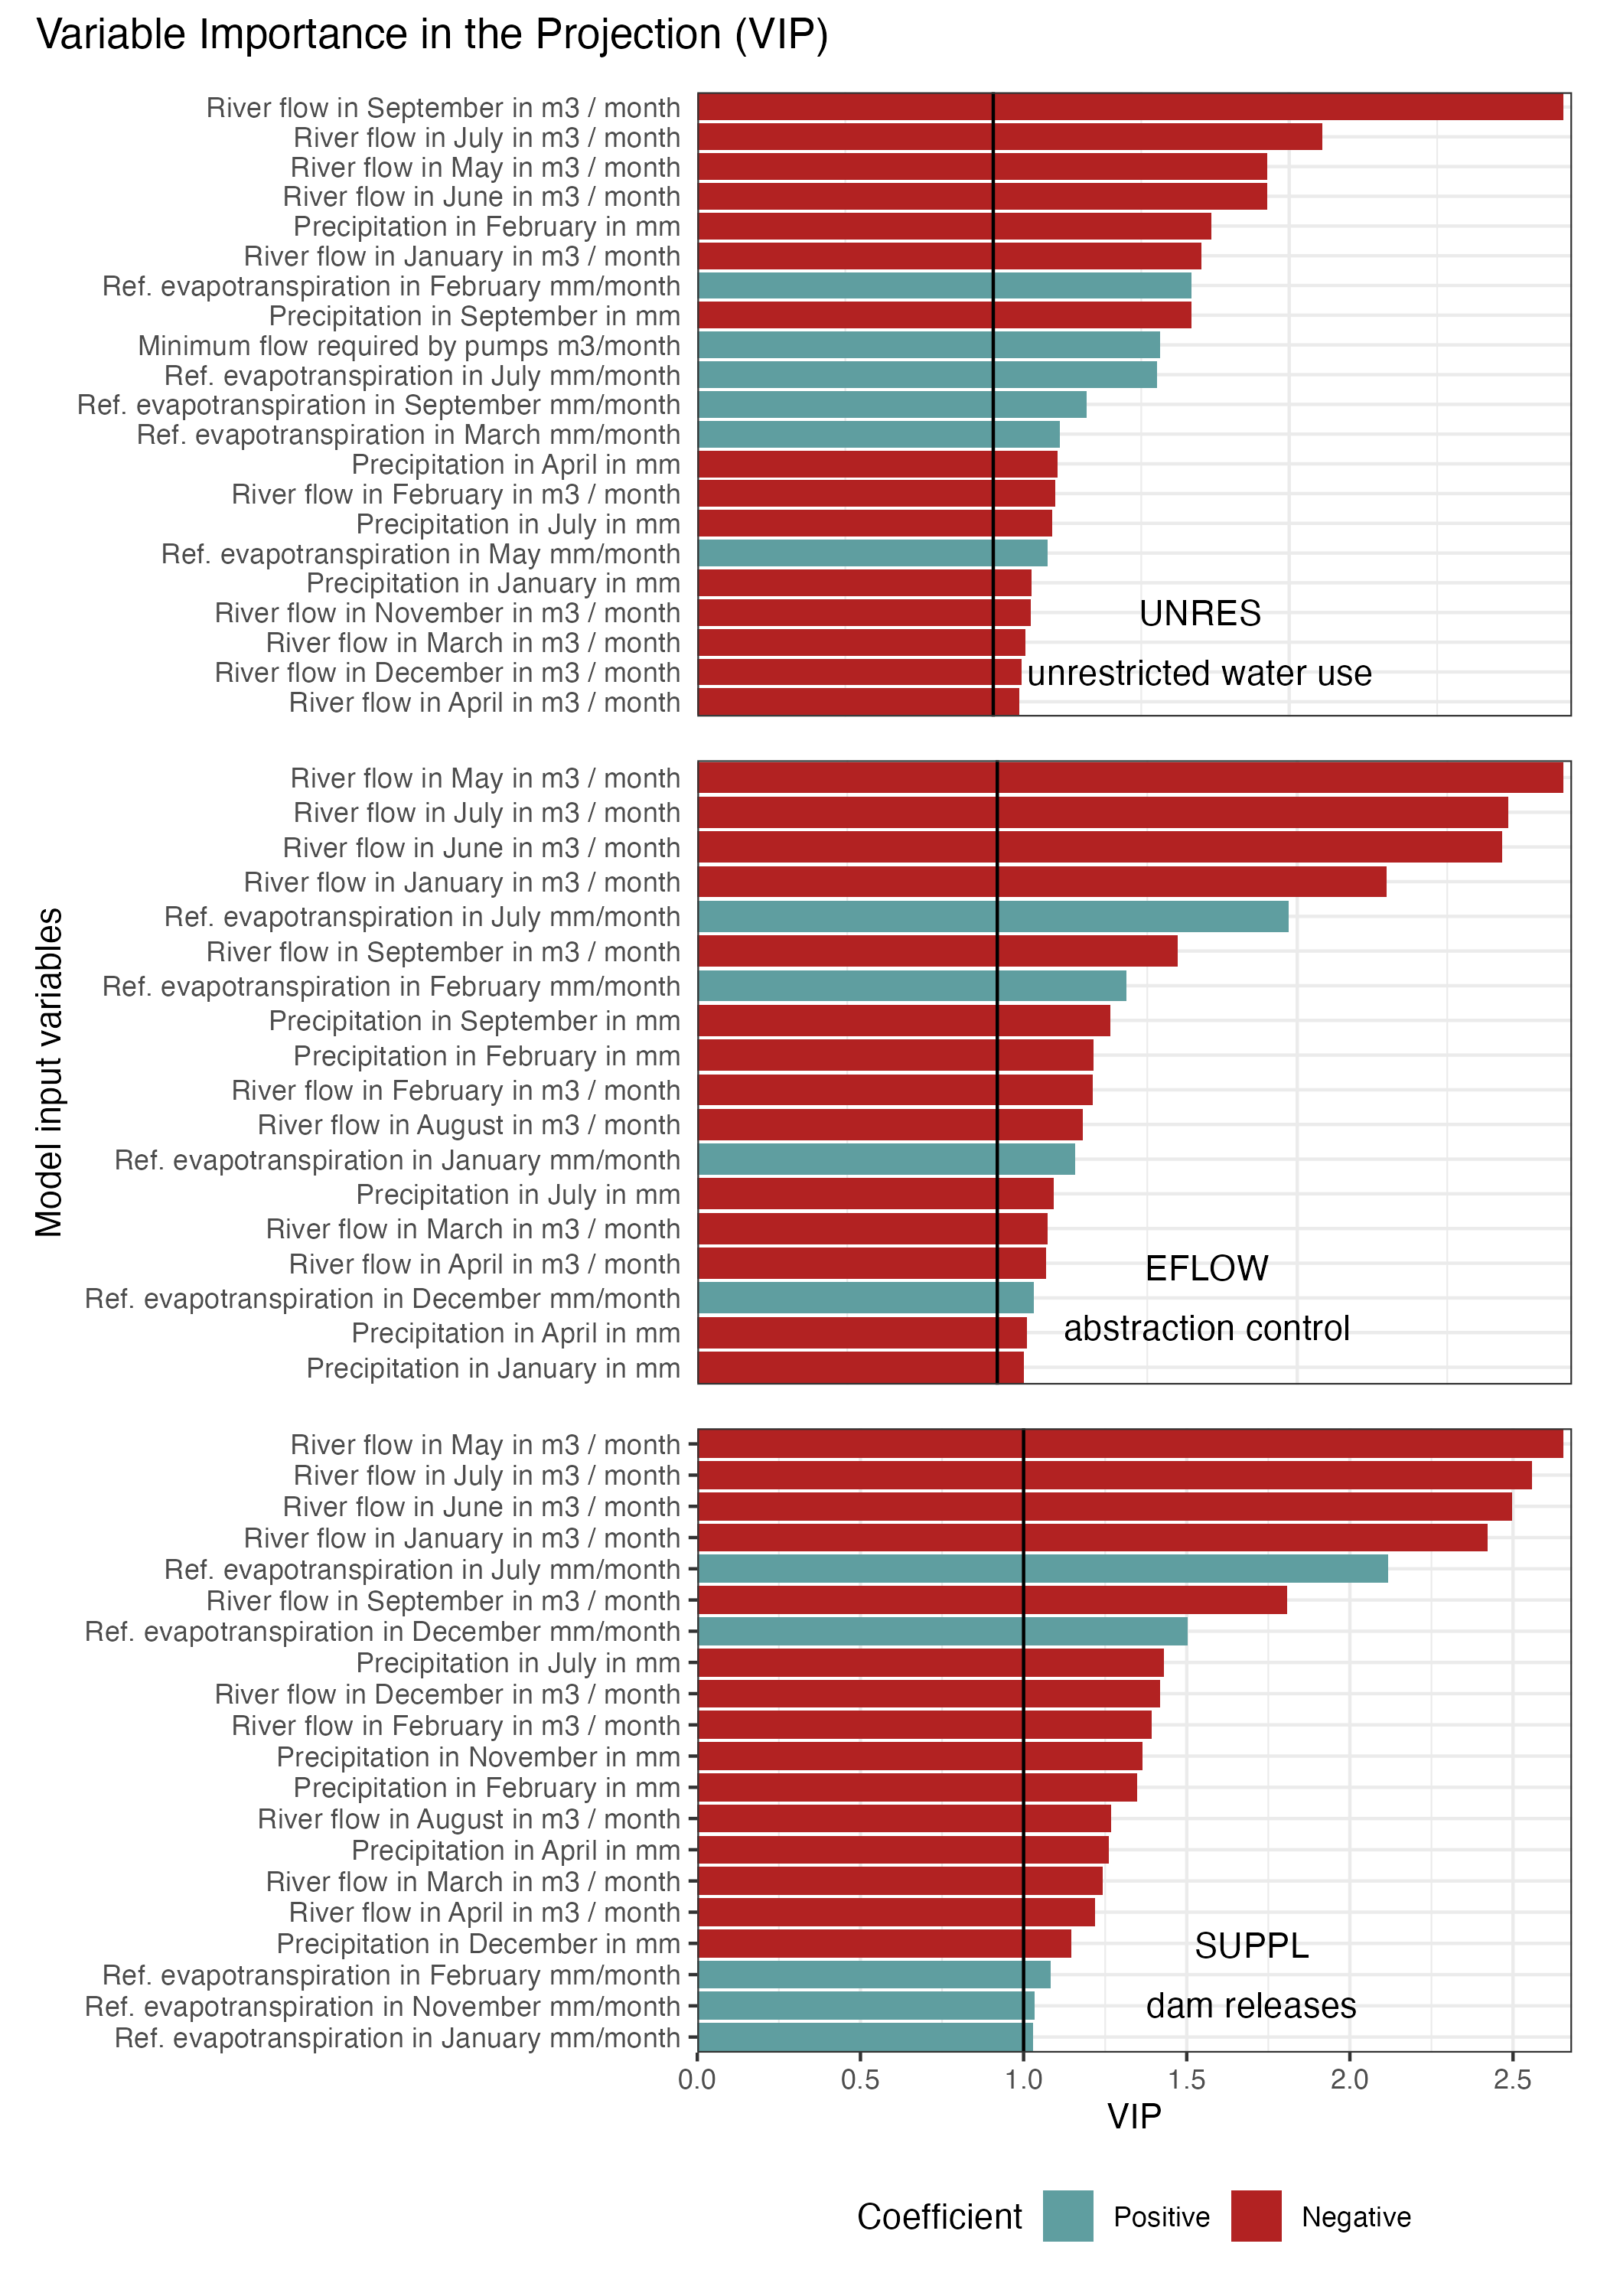 Variable Importance in the Projection (VIP)
River flow in September in m3 / month
River flow in July in m3 / month
River flow in May in m3 / month
River flow in June in m3 / month
Precipitation in February in mm
River flow in January in m3 / month
Ref. evapotranspiration in February mm/month
Precipitation in September in mm
Minimum flow required by pumps m3/month
Ref. evapotranspiration in July mm/month
Ref. evapotranspiration in September mm/month
Ref. evapotranspiration in March mm/month
Precipitation in April in mm
River flow in February in m3 / month
Precipitation in July in mm
Ref. evapotranspiration in May mm/month
Precipitation in January in mm
River flow in November in m3 / month
River flow in March in m3 / month
River flow in December in m3 / month
River flow in April in m3 / month
UNRES
unrestricted water use
Model input variables
River flow in May in m3 / month
River flow in July in m3 / month
River flow in June in m3 / month
River flow in January in m3 / month
Ref. evapotranspiration in July mm/month
River flow in September in m3 / month
Ref. evapotranspiration in February mm/month
Precipitation in September in mm
Precipitation in February in mm
River flow in February in m3 / month
River flow in August in m3 / month
Ref. evapotranspiration in January mm/month
Precipitation in July in mm
River flow in March in m3 / month
River flow in April in m3 / month
Ref. evapotranspiration in December mm/month
Precipitation in April in mm
Precipitation in January in mm
EFLOW
abstraction control
River flow in May in m3 / month
River flow in July in m3 / month
River flow in June in m3 / month
River flow in January in m3 / month
Ref. evapotranspiration in July mm/month
River flow in September in m3 / month
Ref. evapotranspiration in December mm/month
Precipitation in July in mm
River flow in December in m3 / month
River flow in February in m3 / month
Precipitation in November in mm
Precipitation in February in mm
River flow in August in m3 / month
Precipitation in April in mm
River flow in March in m3 / month
River flow in April in m3 / month
Precipitation in December in mm
Ref. evapotranspiration in February mm/month
Ref. evapotranspiration in November mm/month
Ref. evapotranspiration in January mm/month
SUPPL
dam releases
0.0 0.5 1.0 1.5 2.0 2.5
VIP
Coefficient Positive Negative